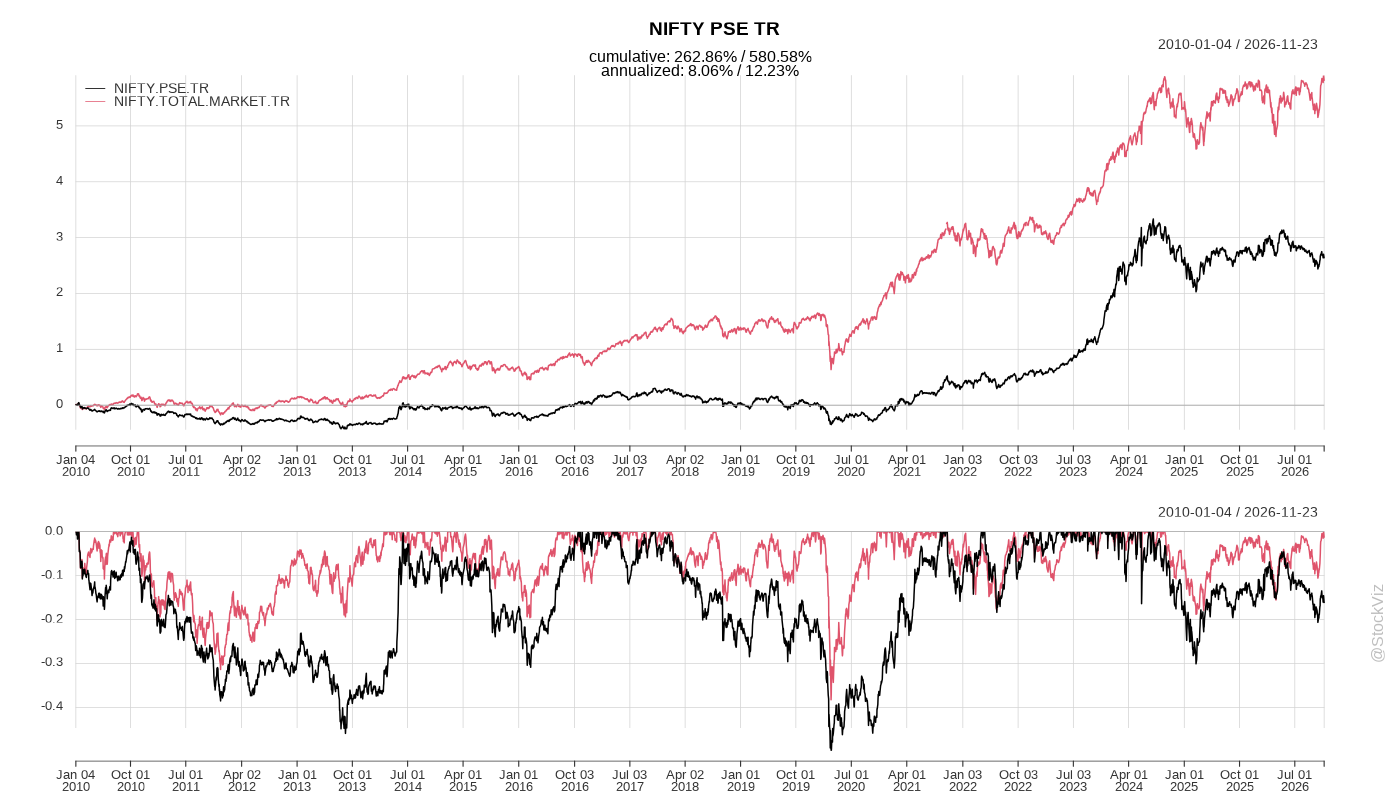 NIFTY PSE TR
2010-01-04 / 2026-11-23
cumulative: 262.86% / 580.58%
annualized: 8.06% / 12.23%
NIFTY.PSE.TR
NIFTY.TOTAL.MARKET.TR
5
4
3
2
1
0
Jan 04 Oct 01 Jul 01 Apr 02 Jan 01 Oct 01 Jul 01 Apr 01 Jan 01 Oct 03 Jul 03 Apr 02 Jan 01 Oct 01 Jul 01 Apr 01 Jan 03 Oct 03 Jul 03 Apr 01 Jan 01 Oct 01 Jul 01
2010 2010 2011 2012 2013 2013 2014 2015 2016 2016 2017 2018 2019 2019 2020 2021 2022 2022 2023 2024 2025 2025 2026
2010-01-04 / 2026-11-23
0.0
-0.1
-0.2
-0.3
-0.4
Jan 04 Oct 01 Jul 01 Apr 02 Jan 01 Oct 01 Jul 01 Apr 01 Jan 01 Oct 03 Jul 03 Apr 02 Jan 01 Oct 01 Jul 01 Apr 01 Jan 03 Oct 03 Jul 03 Apr 01 Jan 01 Oct 01 Jul 01
2010 2010 2011 2012 2013 2013 2014 2015 2016 2016 2017 2018 2019 2019 2020 2021 2022 2022 2023 2024 2025 2025 2026
@StockViz